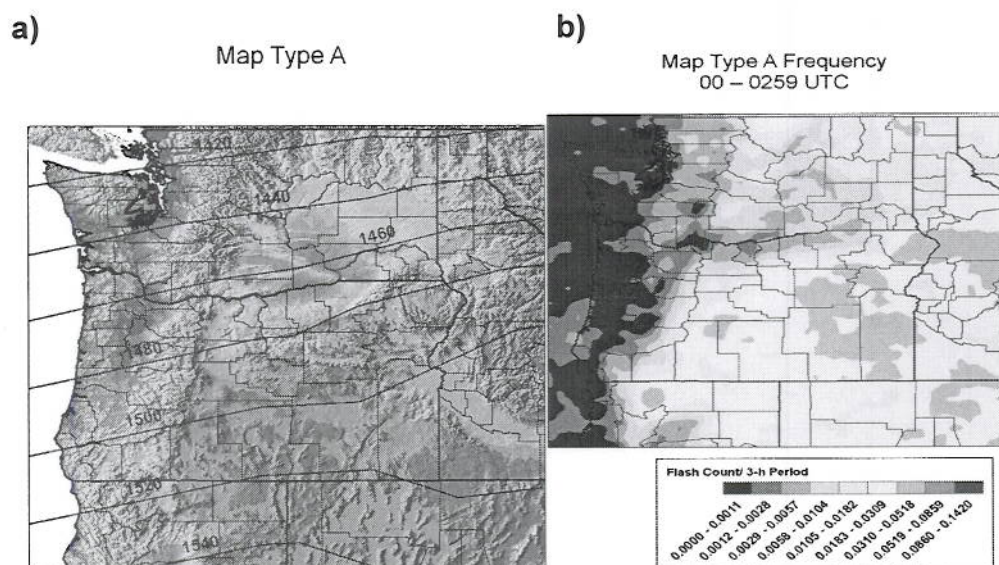 a)
Map Type A
1420
1440
1460
1480
1500
1520
1540
b)
Map Type A Frequency
00 – 0259 UTC
Flash Count/ 3-h Period
0.0000 - 0.0011
0.0012 - 0.0028
0.0029 - 0.0057
0.0058 - 0.0104
0.0105 - 0.0182
0.0183 - 0.0309
0.0310 - 0.0518
0.0519 - 0.0859
0.0860 - 0.1420